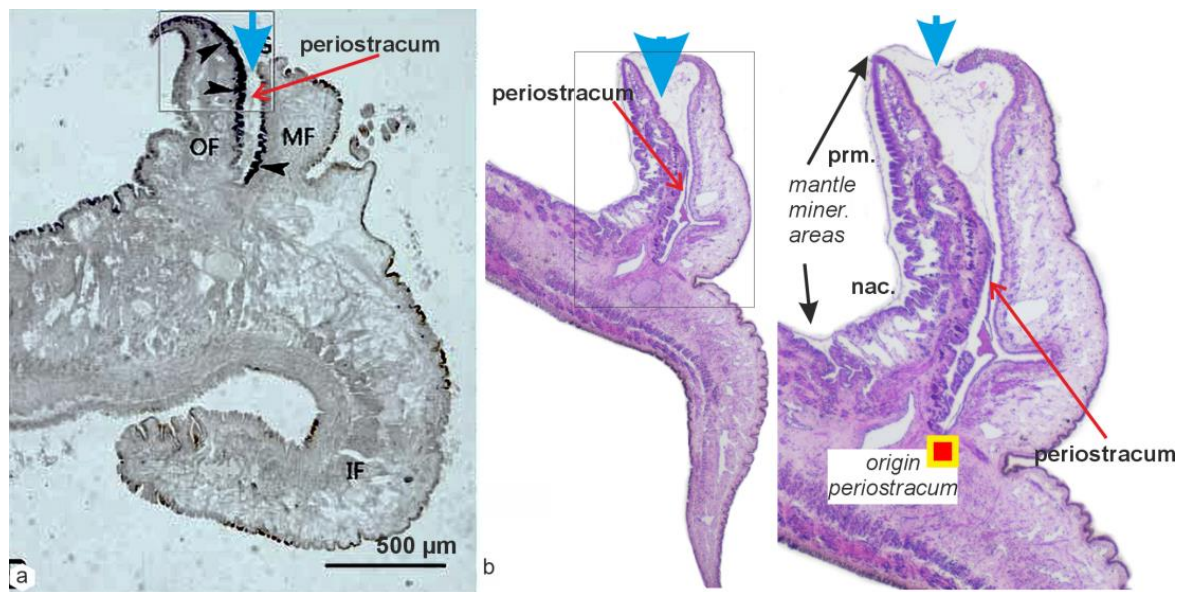 G
periostracum
OF
MF
IF
500 µm
a
b
periostracum
prm.
mantle
miner.
areas
nac.
origin
periostracum
periostracum